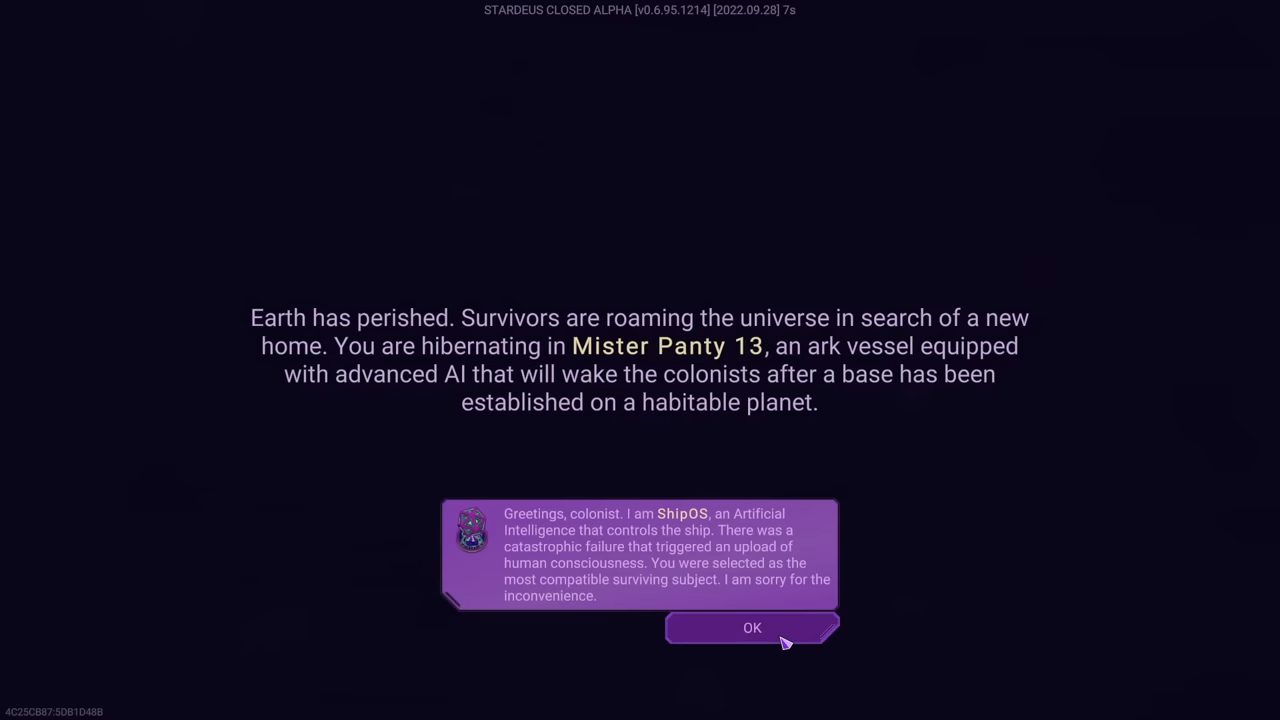 STARDEUS CLOSED ALPHA [v0.6.95.1214] [2022.09.28] 7s
Earth has perished. Survivors are roaming the universe in search of a new
home. You are hibernating in Mister Panty 13, an ark vessel equipped
with advanced AI that will wake the colonists after a base has been
established on a habitable planet.
Greetings, colonist. I am ShipOS, an Artificial
Intelligence that controls the ship. There was a
catastrophic failure that triggered an upload of
human consciousness. You were selected as the
most compatible surviving subject. I am sorry for the
inconvenience.
OK
4C25CB87:5DB1D48B